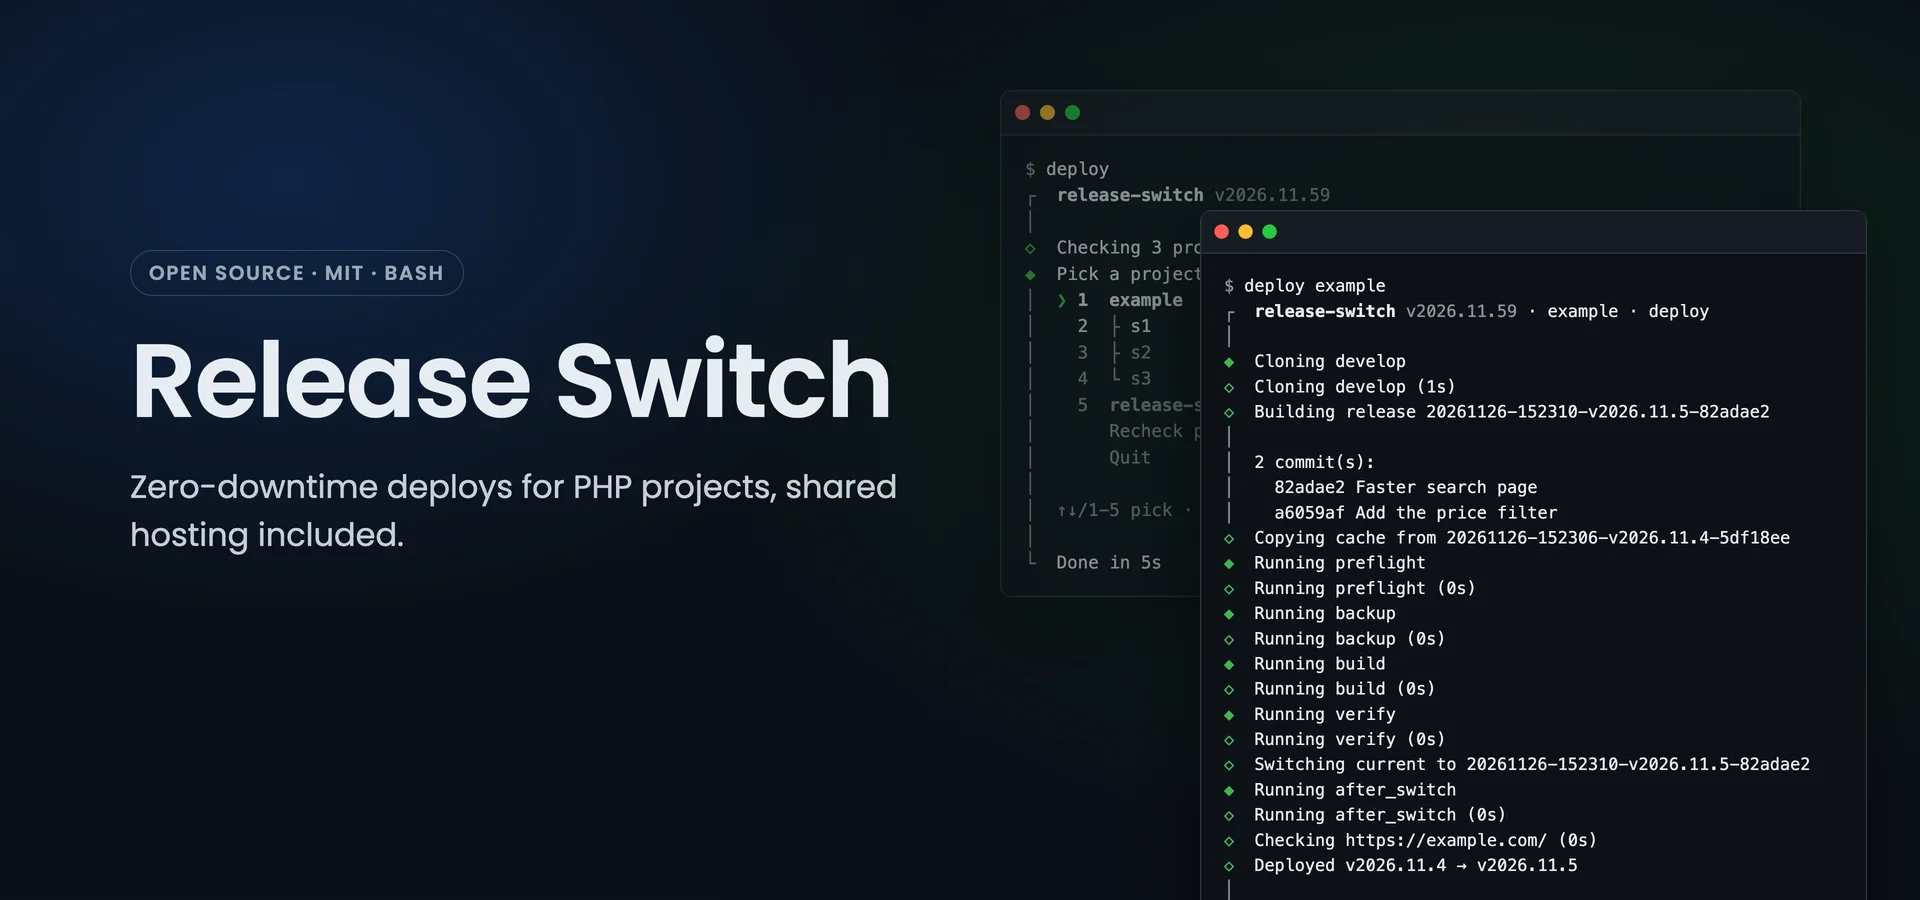 OPEN SOURCE · MIT · BASH
Release Switch
Zero-downtime deploys for PHP projects, shared
hosting included.
$ deploy
release-switch v2026.11.59
Checking 3
Pick a project
❯ 1 example
2 ├ s1
3 ├ s2
4 └ s3
5
Recheck
Quit
↑↓/1-5 pick ·
Done in 5s
$ deploy example
release-switch v2026.11.59 · example · deploy
◆ Cloning develop
◇ Cloning develop (1s)
◇ Building release 20261126-152310-v2026.11.5-82adae2
2 commit(s):
82adae2 Faster search page
a6059af Add the price filter
◇ Copying cache from 20261126-152306-v2026.11.4-5df18ee
◆ Running preflight
◇ Running preflight (0s)
◆ Running backup
◇ Running backup (0s)
◆ Running build
◇ Running build (0s)
◆ Running verify
◇ Running verify (0s)
◇ Switching current to 20261126-152310-v2026.11.5-82adae2
◆ Running after_switch
◇ Running after_switch (0s)
◇ Checking https://example.com/ (0s)
◇ Deployed v2026.11.4 → v2026.11.5